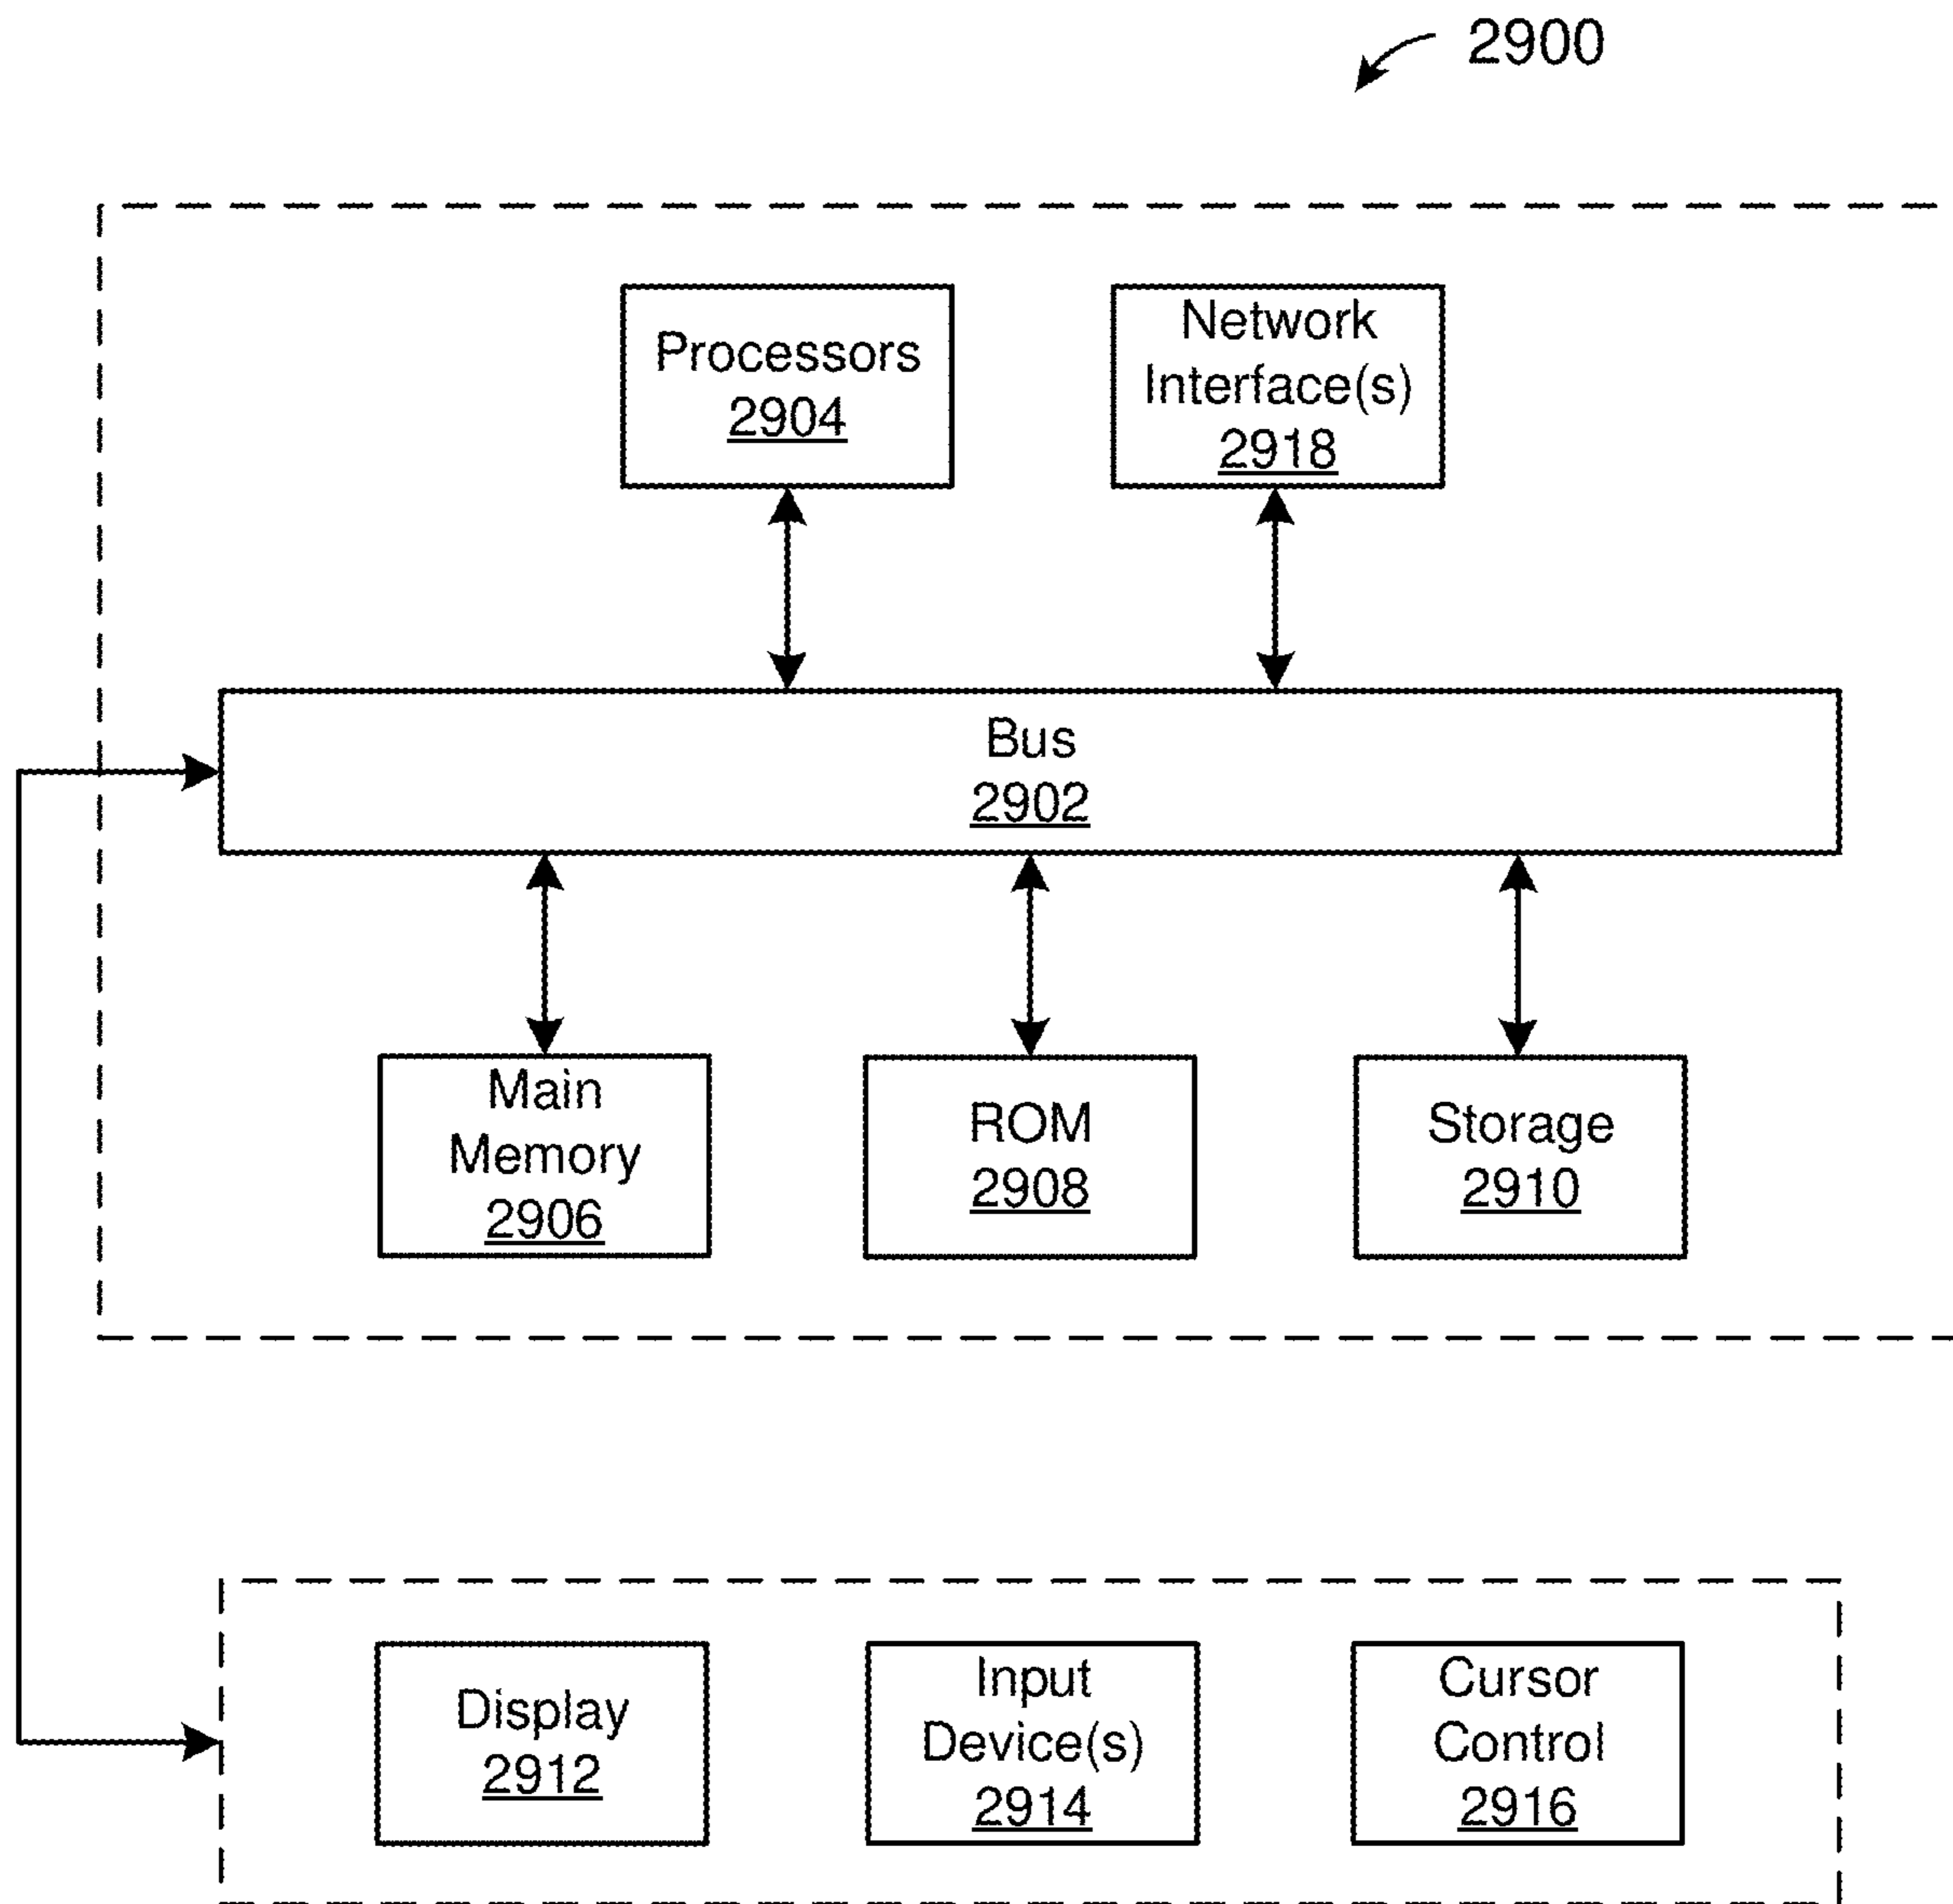 2900
Processors
2904
Network
Interface(s)
2918
Bus
2902
Main
Memory
2906
ROM
2908
Storage
2910
Display
2912
Input
Device(s)
2914
Cursor
Control
2916